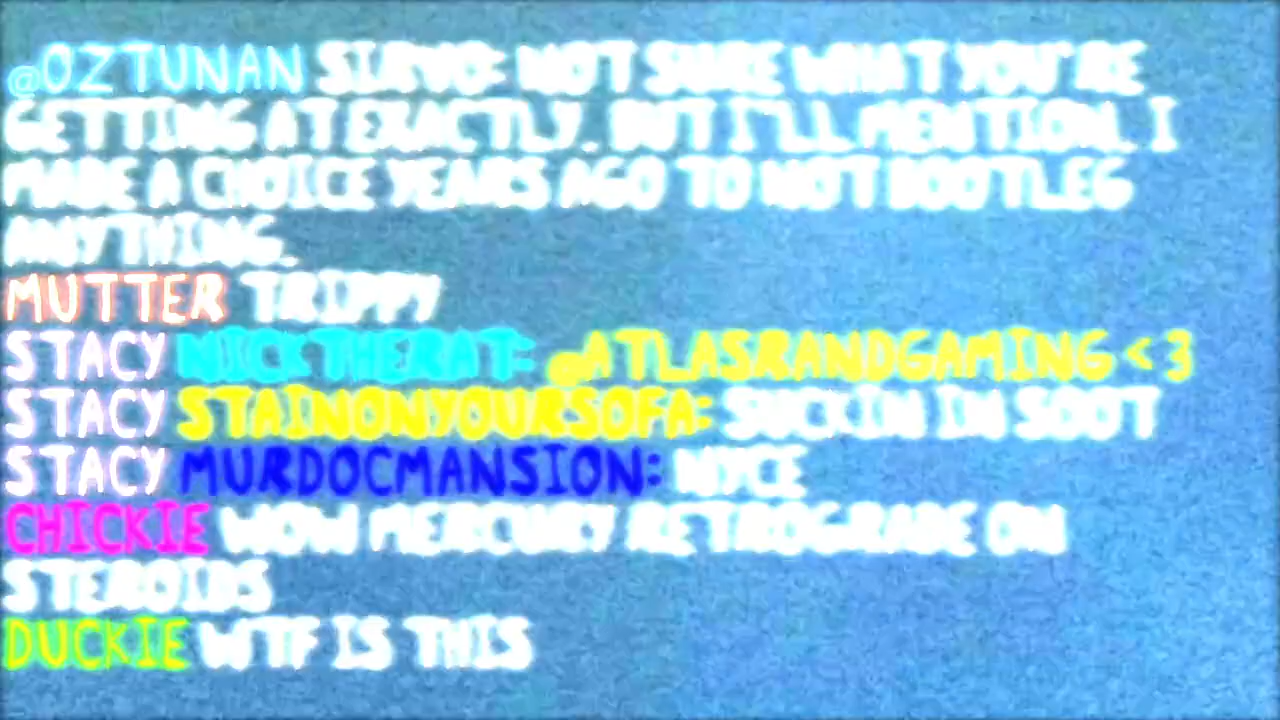 @OZTUNAN SIRVO: NOT SURE WHAT YOU'RE
GETTING AT EXACTLY. BUT I'LL MENTION, I
MADE A CHOICE YEARS AGO TO NOT BOOTLEG
ANYTHING.
MUTTER TRIPPY
STACY NICKTHERAT: @ATLASRANDGAMING <3
STACY STAINONYOURSOFA: SUCKIN IN SOOT
STACY MURDOCMANSION: NYCE
CHICKIE WOW MERCURY RETROGRADE ON
STEROIDS
DUCKIE WTF IS THIS